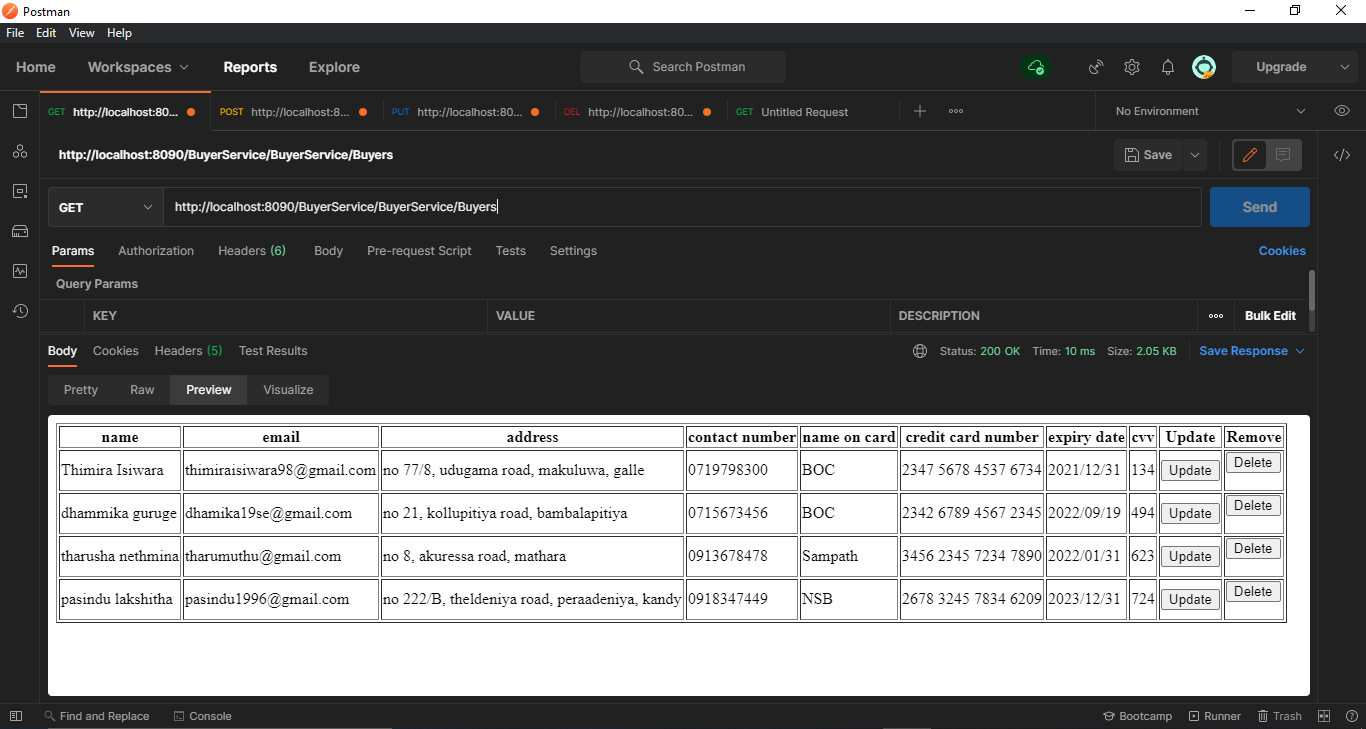 Postman
File Edit View Help
Home Workspaces Reports Explore Search Postman Upgrade
GET http://localhost:80... POST http://localhost:8... PUT http://localhost:80... DEL http://localhost:80... GET Untitled Request No Environment
http://localhost:8090/BuyerService/BuyerService/Buyers Save
GET http://localhost:8090/BuyerService/BuyerService/Buyers Send
Params Authorization Headers (6) Body Pre-request Script Tests Settings Cookies
Query Params
KEY VALUE DESCRIPTION Bulk Edit
Body Cookies Headers (5) Test Results Status: 200 OK Time: 10 ms Size: 2.05 KB Save Response
Pretty Raw Preview Visualize
name email address contact number name on card credit card number expiry date cvv Update Remove
Thimira Isiwara thimiraisiwara98@gmail.com no 77/8, udugama road, makuluwa, galle 0719798300 BOC 2347 5678 4537 6734 2021/12/31 134 Update Delete
dhammika guruge dhamika19se@gmail.com no 21, kollupitiya road, bambalapitiya 0715673456 BOC 2342 6789 4567 2345 2022/09/19 494 Update Delete
tharusha nethmina tharumuthu@gmail.com no 8, akuressa road, mathara 0913678478 Sampath 3456 2345 7234 7890 2022/01/31 623 Update Delete
pasindu lakshitha pasindu1996@gmail.com no 222/B, theldeniya road, peraadeniya, kandy 0918347449 NSB 2678 3245 7834 6209 2023/12/31 724 Update Delete
Find and Replace Console Bootcamp Runner Trash